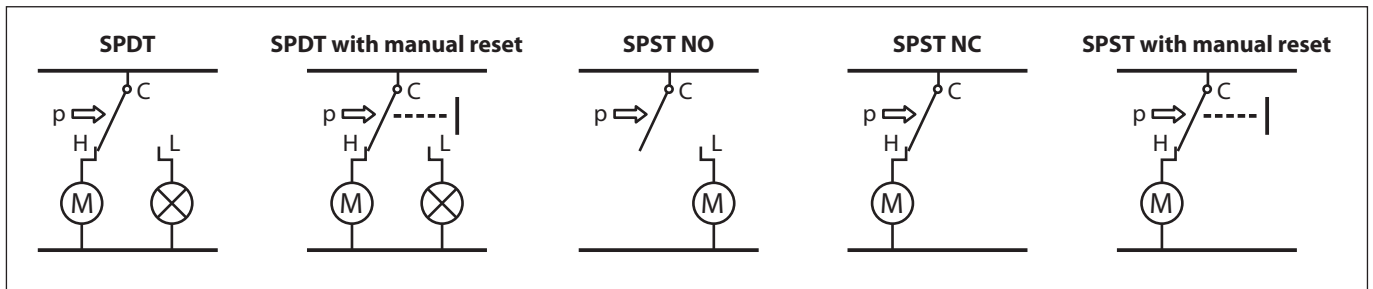 SPDT
SPDT with manual reset
SPST NO
SPST NC
SPST with manual reset
C
p
H
L
M
C
p
H
L
M
C
p
L
M
C
p
H
M
C
p
H
M